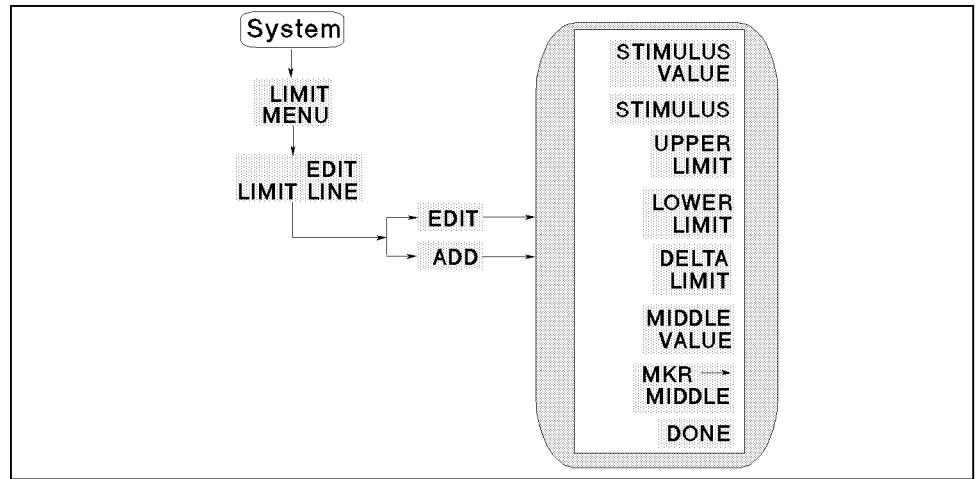 System
LIMIT
MENU
EDIT
LIMIT LINE
EDIT
ADD
STIMULUS
VALUE
STIMULUS
UPPER
LIMIT
LOWER
LIMIT
DELTA
LIMIT
MIDDLE
VALUE
MKR →
MIDDLE
DONE